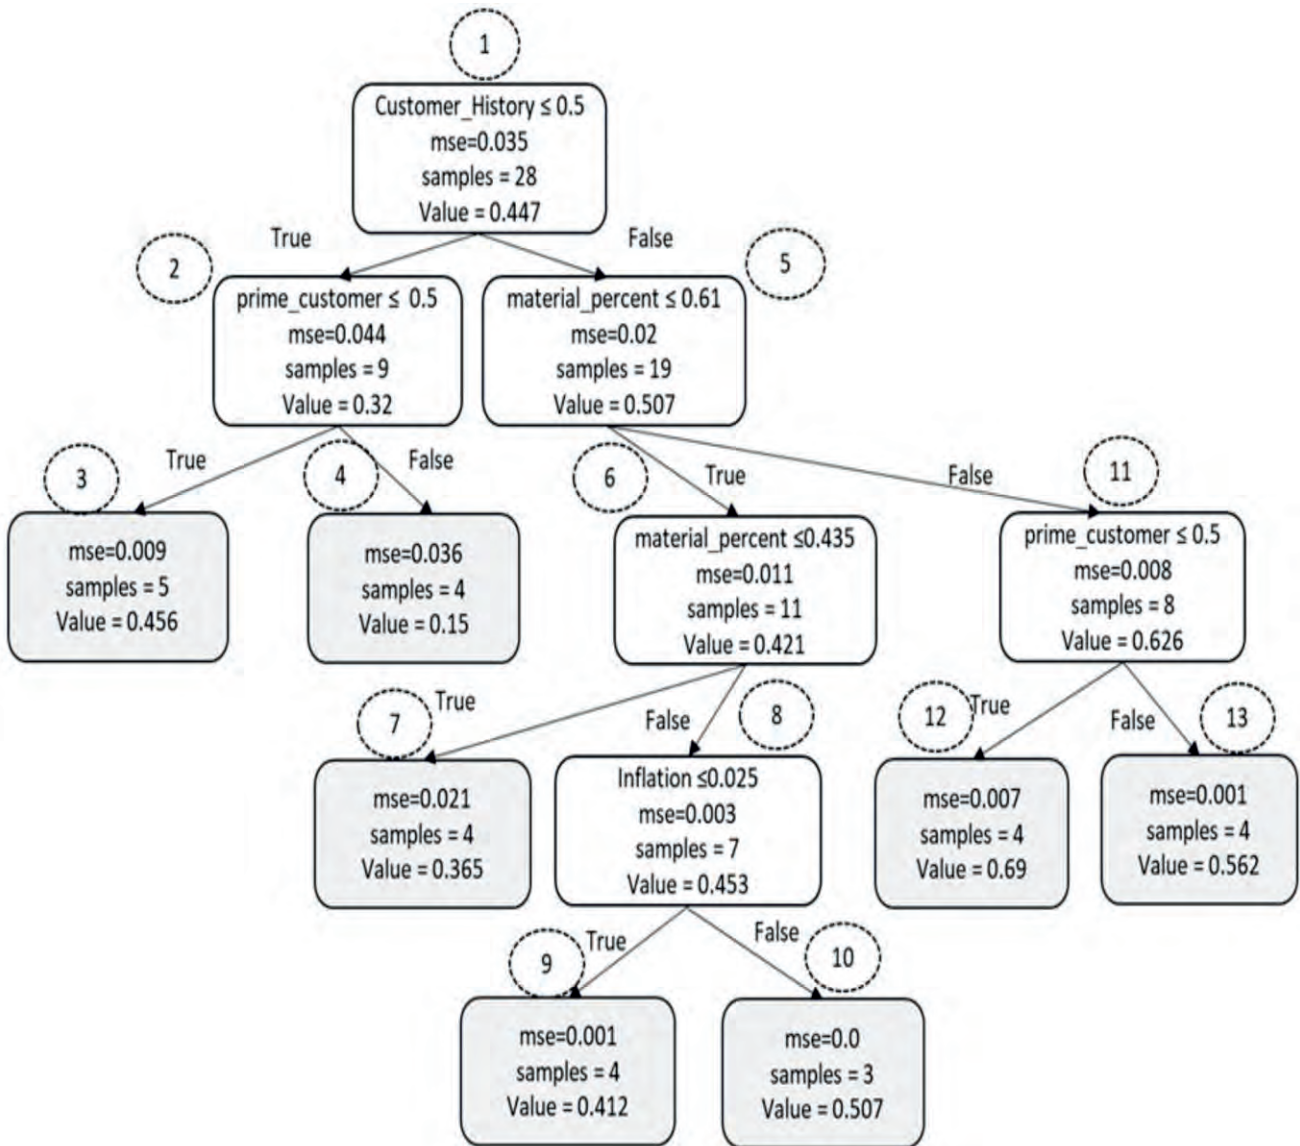 1
Customer_History ≤ 0.5
mse=0.035
samples = 28
Value = 0.447
True
False
2
prime_customer ≤ 0.5
mse=0.044
samples = 9
Value = 0.32
5
material_percent ≤ 0.61
mse=0.02
samples = 19
Value = 0.507
3
True
mse=0.009
samples = 5
Value = 0.456
4
False
mse=0.036
samples = 4
Value = 0.15
6
True
material_percent ≤0.435
mse=0.011
samples = 11
Value = 0.421
False
11
prime_customer ≤ 0.5
mse=0.008
samples = 8
Value = 0.626
7
True
mse=0.021
samples = 4
Value = 0.365
False
8
Inflation ≤0.025
mse=0.003
samples = 7
Value = 0.453
12
True
mse=0.007
samples = 4
Value = 0.69
False
13
mse=0.001
samples = 4
Value = 0.562
9
True
mse=0.001
samples = 4
Value = 0.412
False
10
mse=0.0
samples = 3
Value = 0.507